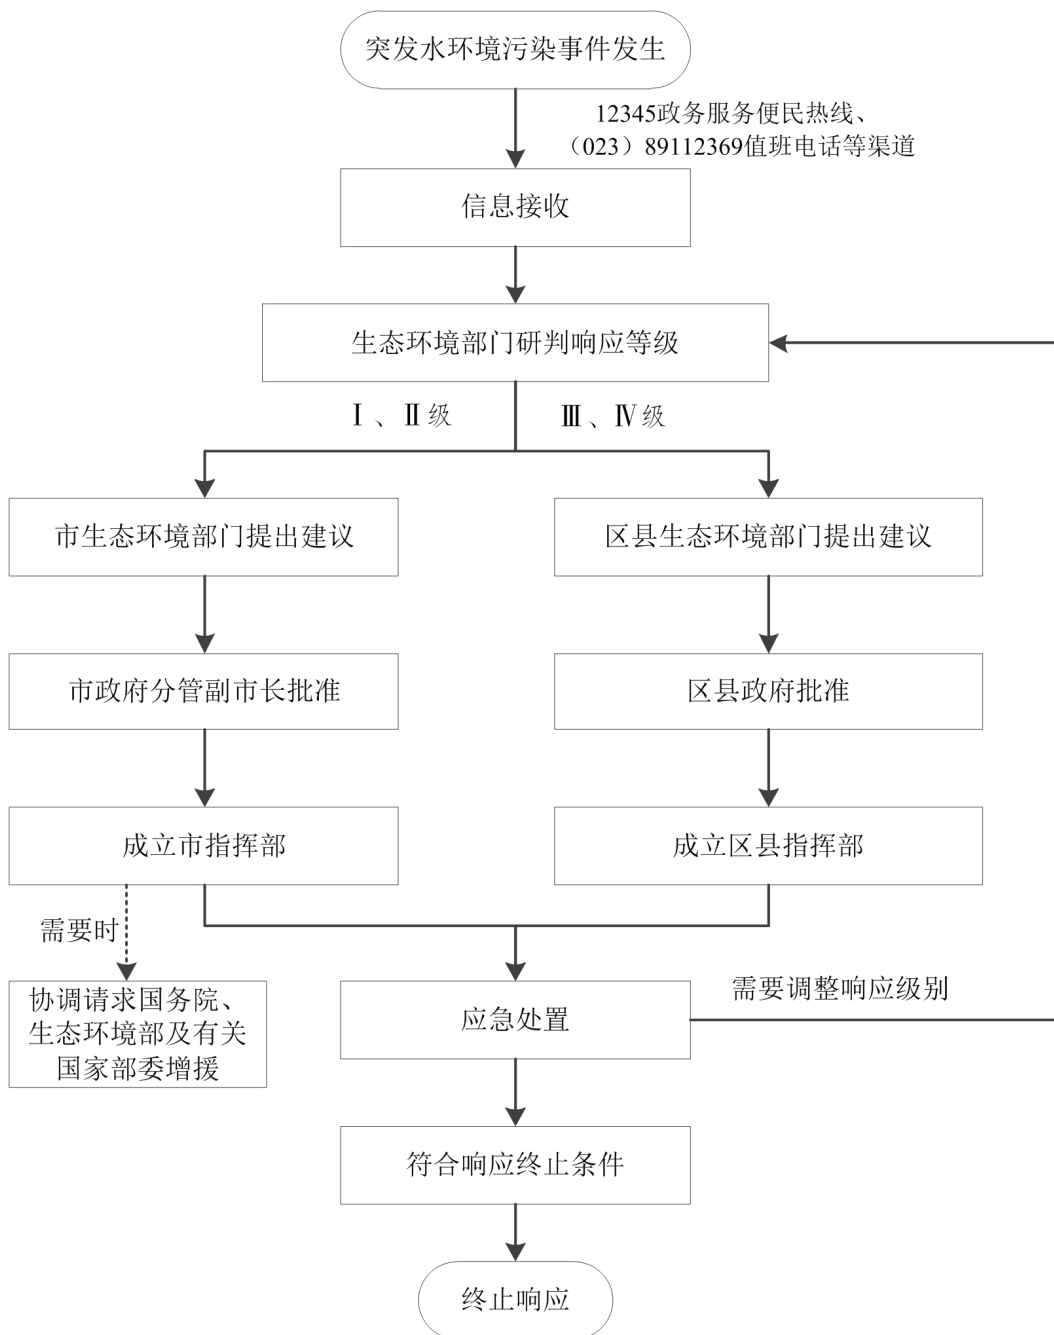 突发水环境污染事件发生
12345政务服务便民热线、
（023）89112369值班电话等渠道
信息接收
生态环境部门研判响应等级
Ⅰ、Ⅱ级
Ⅲ、Ⅳ级
市生态环境部门提出建议
区县生态环境部门提出建议
市政府分管副市长批准
区县政府批准
成立市指挥部
成立区县指挥部
需要时
协调请求国务院、
生态环境部及有关
国家部委增援
应急处置
需要调整响应级别
符合响应终止条件
终止响应